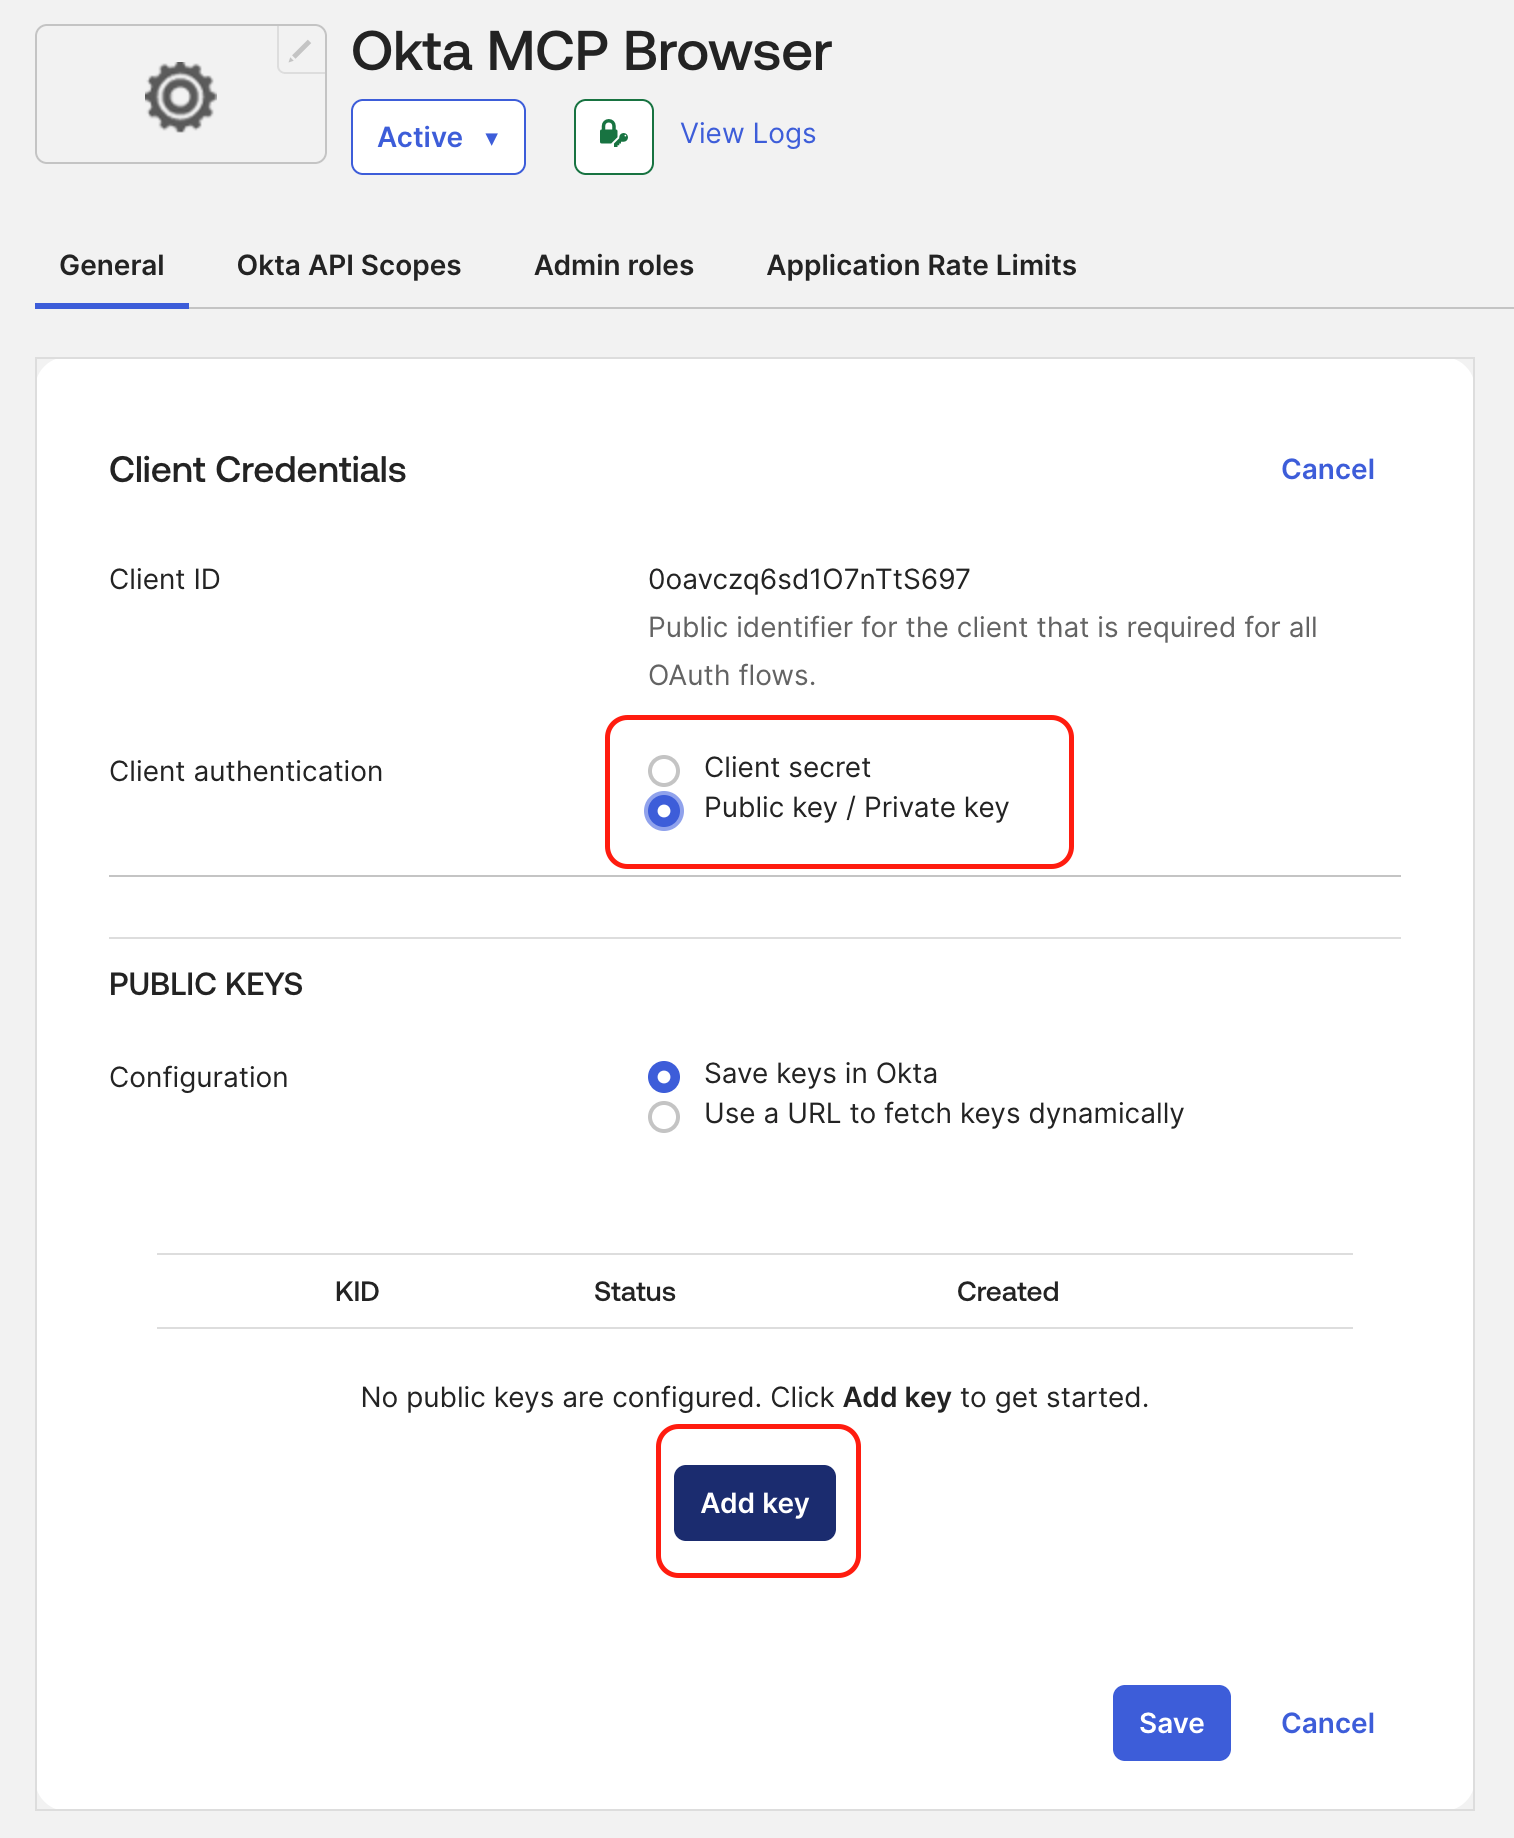 Okta MCP Browser
Active ▼
View Logs
General
Okta API Scopes
Admin roles
Application Rate Limits
Client Credentials
Cancel
Client ID
0oavczq6sd1O7nTtS697
Public identifier for the client that is required for all
OAuth flows.
Client authentication
Client secret
Public key / Private key
PUBLIC KEYS
Configuration
Save keys in Okta
Use a URL to fetch keys dynamically
KID
Status
Created
No public keys are configured. Click Add key to get started.
Add key
Save
Cancel